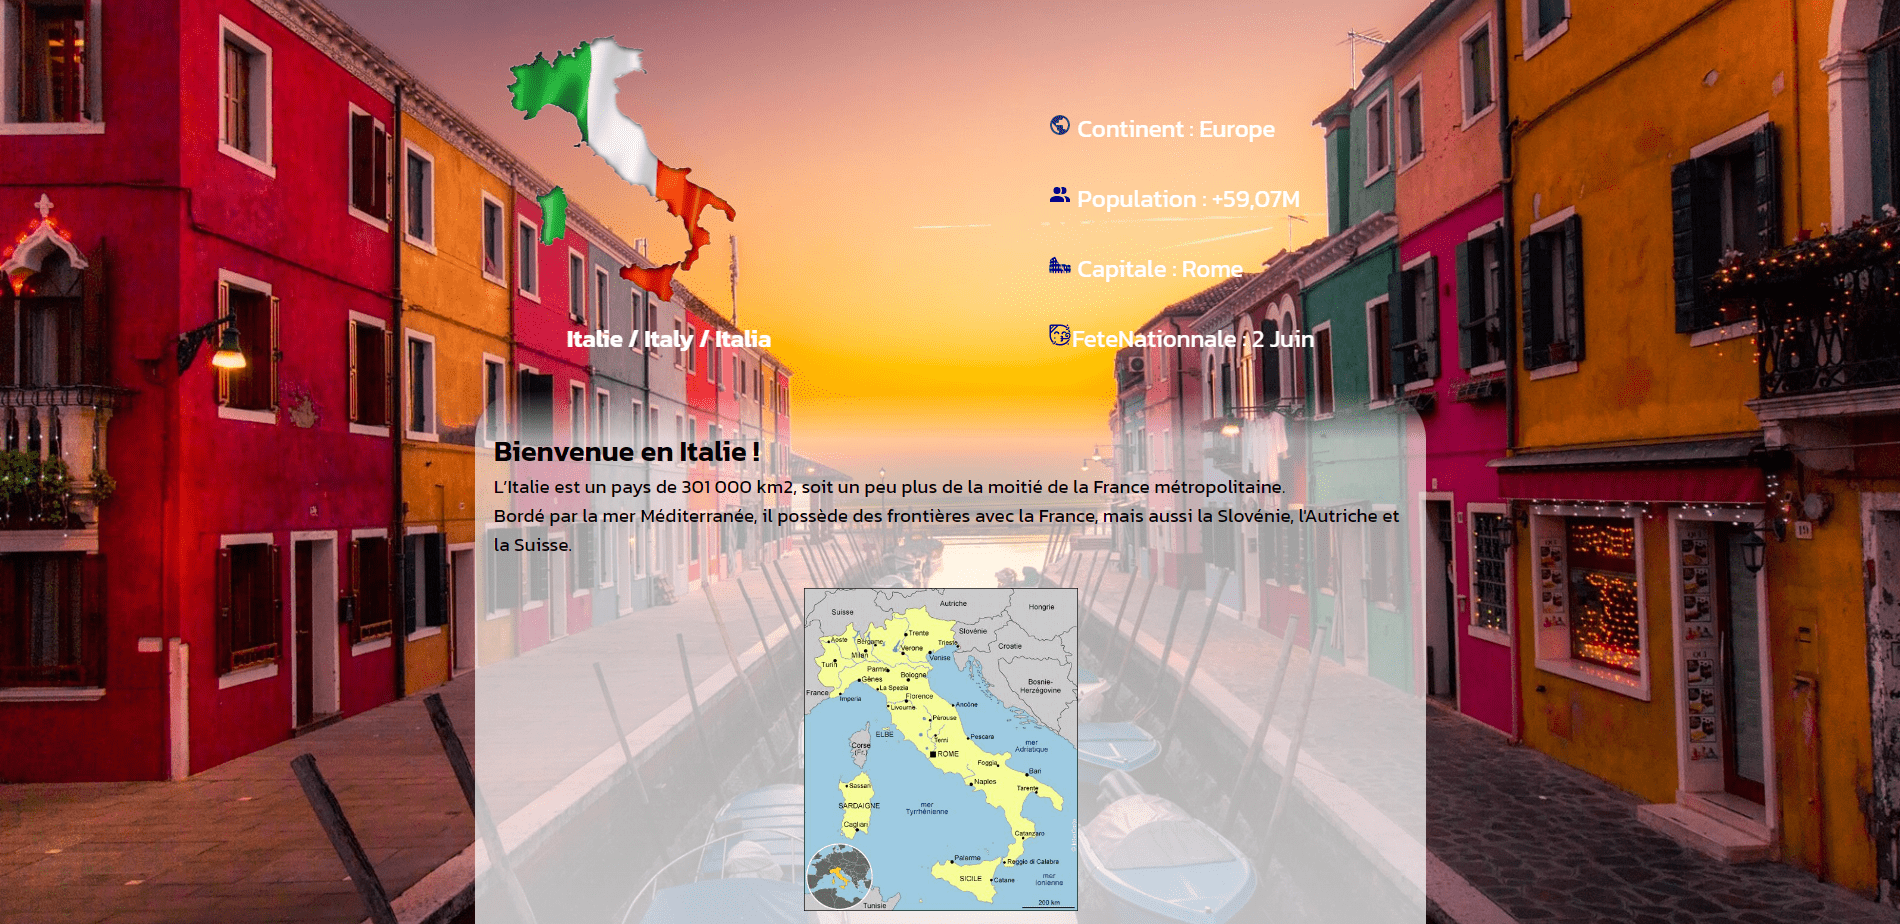 Continent : Europe
Population : +59,07M
Capitale : Rome
Italie / Italy / Italia
FeteNationnale : 2 Juin
Bienvenue en Italie !
L'Italie est un pays de 301 000 km2, soit un peu plus de la moitié de la France métropolitaine.
Bordé par la mer Méditerranée, il possède des frontières avec la France, mais aussi la Slovénie, l'Autriche et
la Suisse.
Autriche
Hongrie
Suisse
Slovénie
Croatie
Trente
Aoste
Bergame
Trieste
Milan
Verone
Venise
Turin
Parme
Bologne
Bosnie-
Herzégovine
Gênes
La Spezia
France
Imperia
Florence
Livourne
Ancône
Pérouse
ELBE
Terni
Pescara
Corse
(Fr.)
mer
Adriatique
ROME
Foggia
Bari
Naples
Tarente
Sassari
SARDAIGNE
mer
Tyrrhénienne
Cagliari
Catanzaro
Palerme
Reggio di Calabra
SICILE
Catane
mer
Ionienne
Tunisie
200 km
19